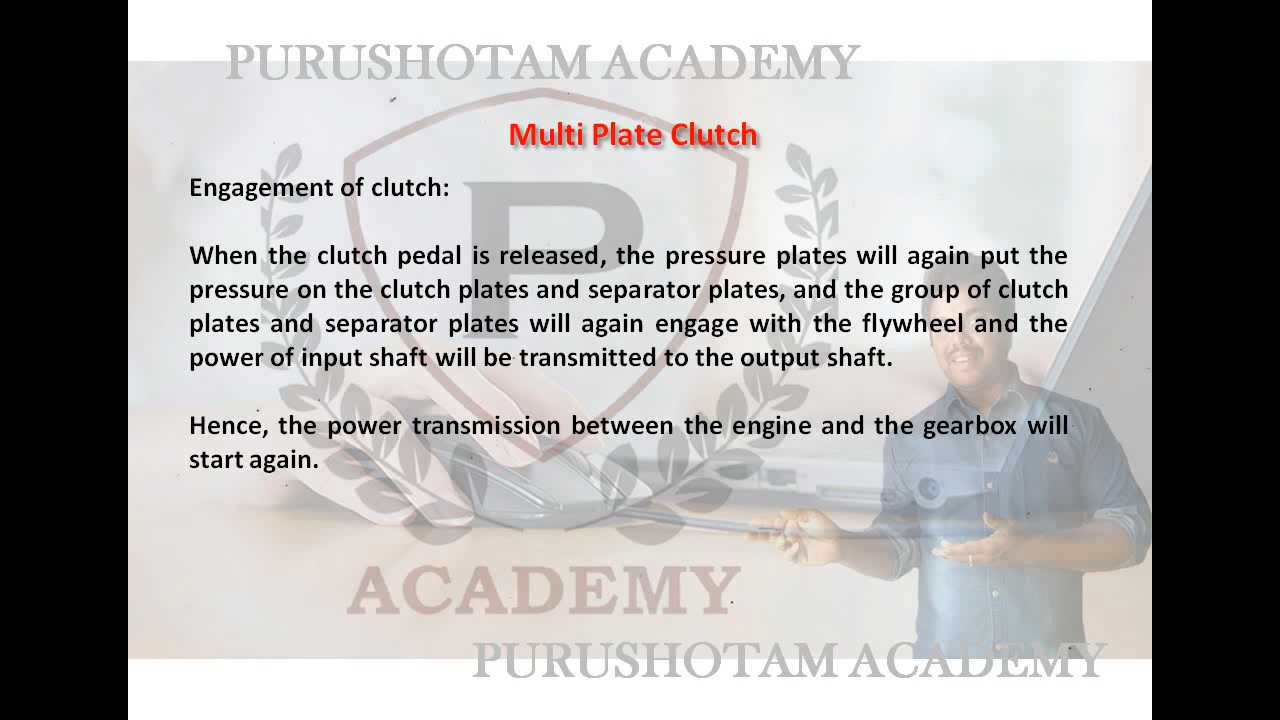 PURUSHOTAM ACADEMY
Multi Plate Clutch
Engagement of clutch:
When the clutch pedal is released, the pressure plates will again put the
pressure on the clutch plates and separator plates, and the group of clutch
plates and separator plates will again engage with the flywheel and the
power of input shaft will be transmitted to the output shaft.
Hence, the power transmission between the engine and the gearbox will
start again.
P
ACADEMY
PURUSHOTAM ACADEMY